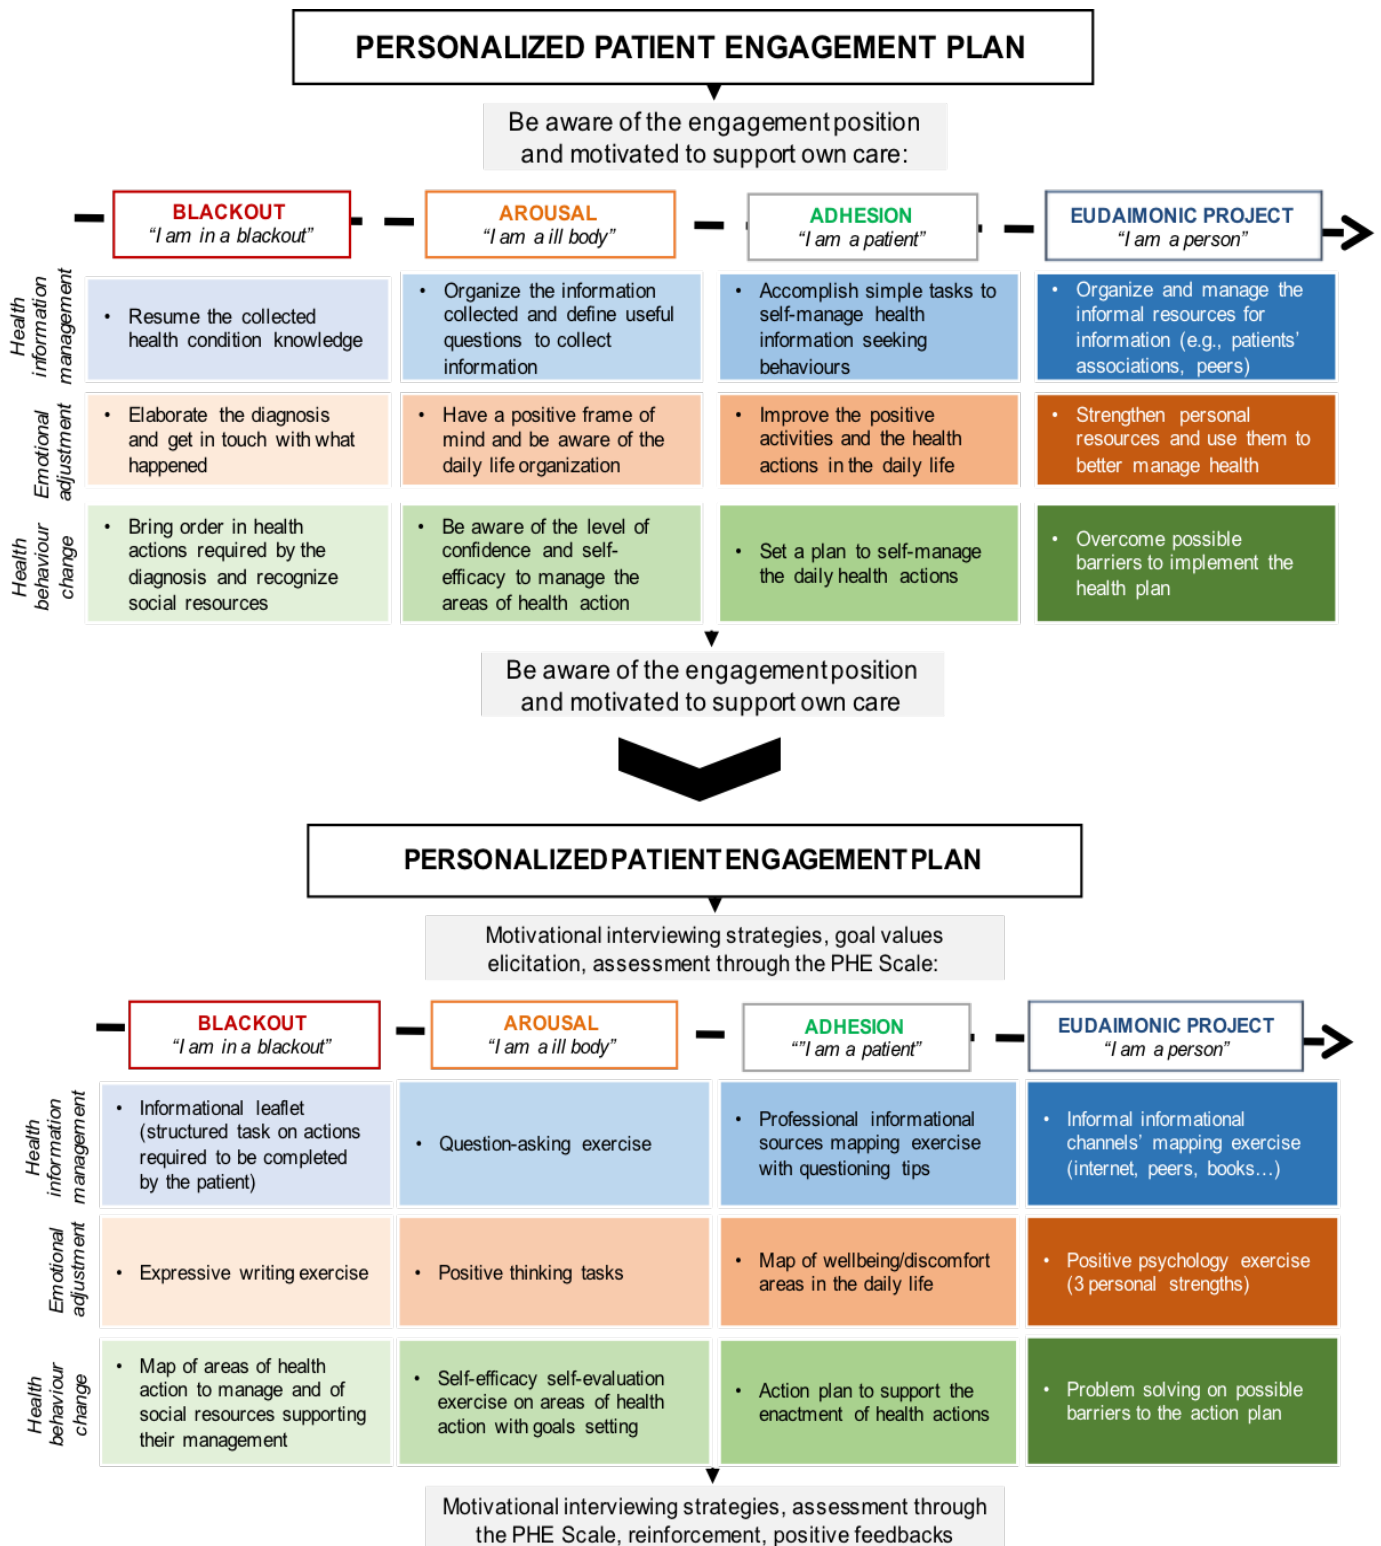 PERSONALIZED PATIENT ENGAGEMENT PLAN
Be aware of the engagement position
and motivated to support own care:
BLACKOUT
“I am in a blackout”
AROUSAL
“I am a ill body”
ADHESION
“I am a patient”
EUDAIMONIC PROJECT
“I am a person”
Health
information
management
• Resume the collected
health condition knowledge
• Organize the information
collected and define useful
questions to collect
information
• Accomplish simple tasks to
self-manage health
information seeking
behaviours
• Organize and manage the
informal resources for
information (e.g., patients’
associations, peers)
Emotional
adjustment
• Elaborate the diagnosis
and get in touch with what
happened
• Have a positive frame of
mind and be aware of the
daily life organization
• Improve the positive
activities and the health
actions in the daily life
• Strengthen personal
resources and use them to
better manage health
Health
behaviour
change
• Bring order in health
actions required by the
diagnosis and recognize
social resources
• Be aware of the level of
confidence and self-
efficacy to manage the
areas of health action
• Set a plan to self-manage
the daily health actions
• Overcome possible
barriers to implement the
health plan
Be aware of the engagement position
and motivated to support own care
PERSONALIZED PATIENT ENGAGEMENT PLAN
Motivational interviewing strategies, goal values
elicitation, assessment through the PHE Scale:
BLACKOUT
“I am in a blackout”
AROUSAL
“I am a ill body”
ADHESION
“”I am a patient”
EUDAIMONIC PROJECT
“I am a person”
Health
information
management
• Informational leaflet
(structured task on actions
required to be completed
by the patient)
• Question-asking exercise
• Professional informational
sources mapping exercise
with questioning tips
• Informal informational
channels’ mapping exercise
(internet, peers, books…)
Emotional
adjustment
• Expressive writing exercise
• Positive thinking tasks
• Map of wellbeing/discomfort
areas in the daily life
• Positive psychology exercise
(3 personal strengths)
Health
behaviour
change
• Map of areas of health
action to manage and of
social resources supporting
their management
• Self-efficacy self-evaluation
exercise on areas of health
action with goals setting
• Action plan to support the
enactment of health actions
• Problem solving on possible
barriers to the action plan
Motivational interviewing strategies, assessment through
the PHE Scale, reinforcement, positive feedbacks